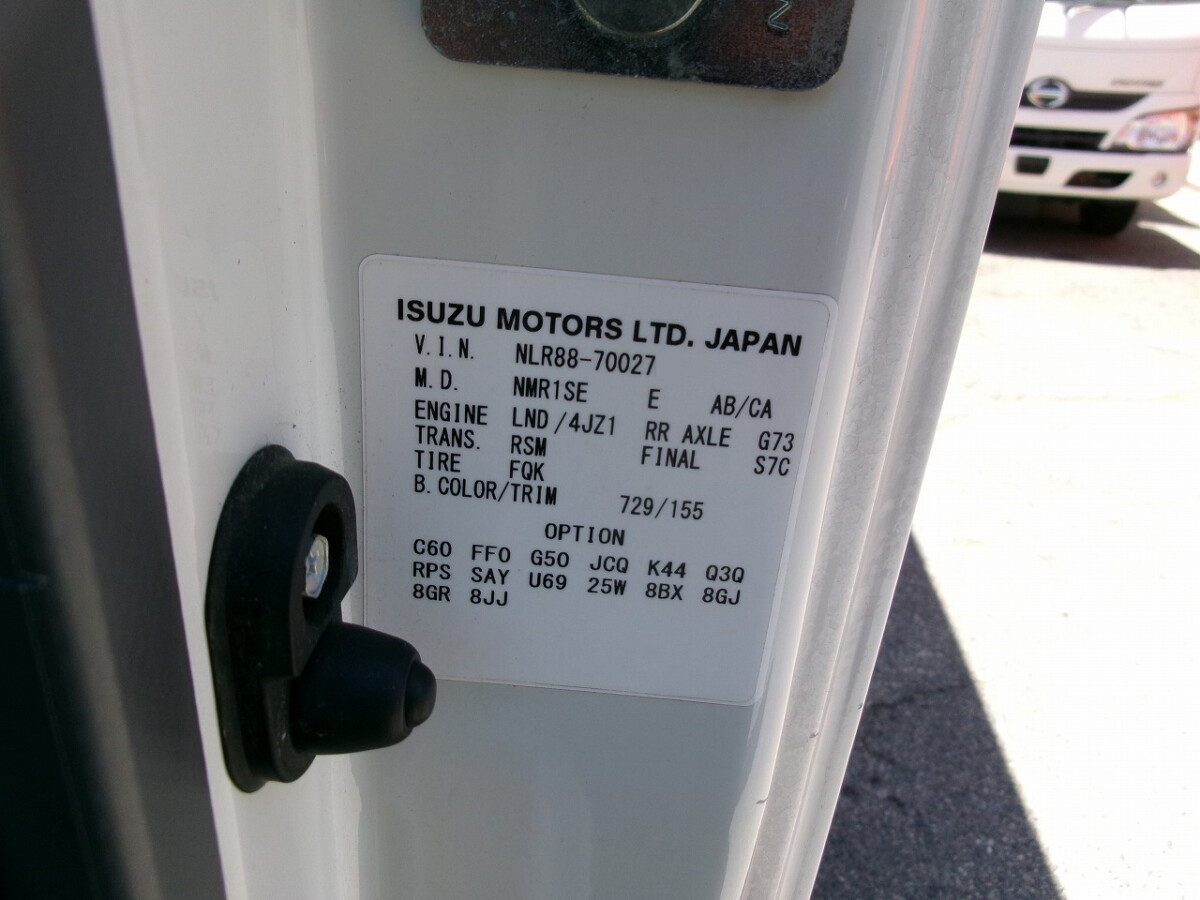 N
ISUZU MOTORS LTD. JAPAN
V.I.N. NLR88-70027
M.D. NMR1SE E AB/CA
ENGINE LND/4JZ1 RR AXLE G73
TRANS. RSM FINAL S7C
TIRE FQK
B.COLOR/TRIM 729/155
OPTION
C60 FF0 G50 JCQ K44 Q3Q
RPS SAY U69 25W 8BX 8GJ
8GR 8JJ